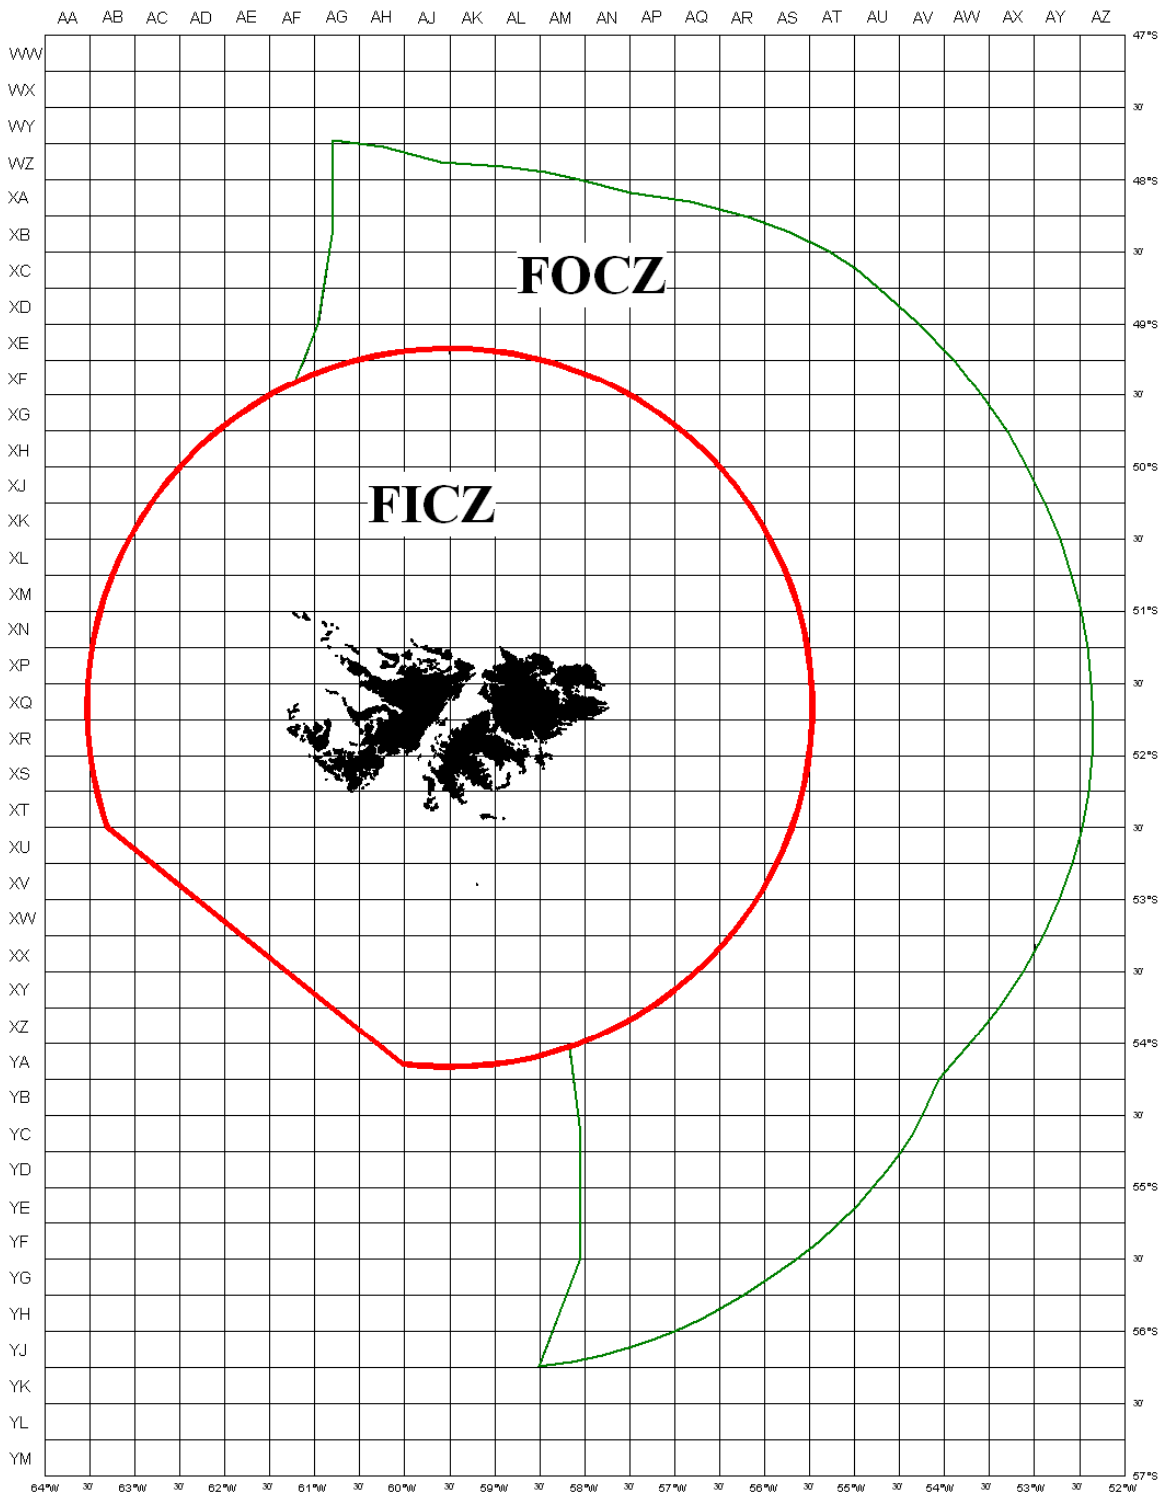 AA AB AC AD AE AF AG AH AJ AK AL AM AN AP AQ AR AS AT AU AV AW AX AY AZ
47°S
WW
WX
30'
WY
WZ
48°S
XA
XB
30'
XC
FOCZ
XD
49°S
XE
XF
30'
XG
XH
50°S
XJ
FICZ
XK
30'
XL
XM
51°S
XN
XP
30'
XQ
XR
52°S
XS
XT
30'
XU
XV
53°S
XW
XX
30'
XY
XZ
54°S
YA
YB
30'
YC
YD
55°S
YE
YF
30'
YG
YH
56°S
YJ
YK
30'
YL
YM
57°S
64°W 30' 63°W 30' 62°W 30' 61°W 30' 60°W 30' 59°W 30' 58°W 30' 57°W 30' 56°W 30' 55°W 30' 54°W 30' 53°W 30' 52°W